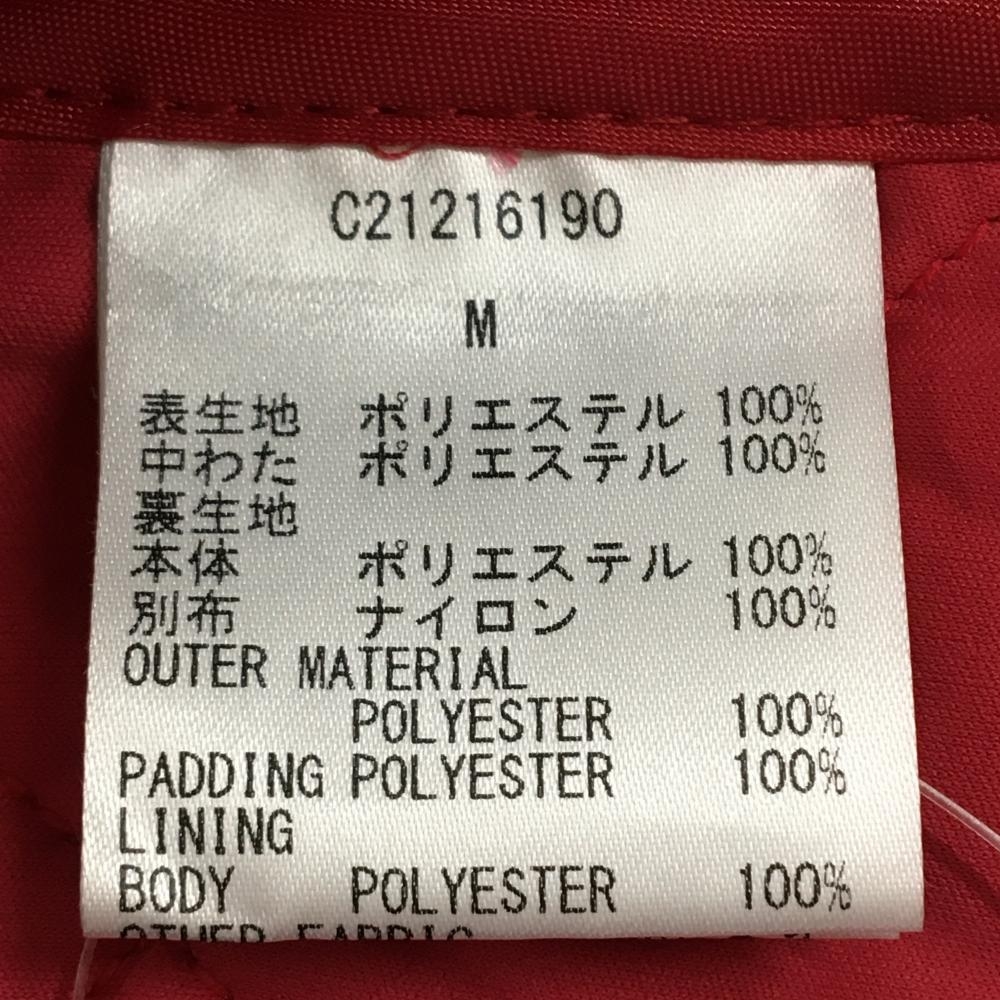 C21216190
M
表生地 ポリエステル 100%
中わた ポリエステル 100%
裏生地
本体 ポリエステル 100%
別布 ナイロン 100%
OUTER MATERIAL
POLYESTER 100%
PADDING POLYESTER 100%
LINING
BODY POLYESTER 100%
OTHER FABRIC